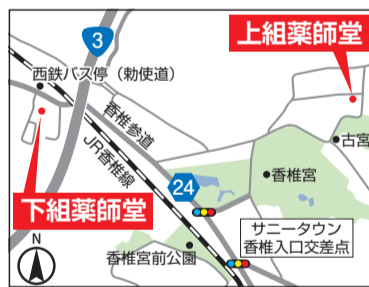 3
上組薬師堂
西鉄バス停（勅使道）
香椎参道
JR香椎線
古宮
香椎宮
24
下組薬師堂
サニータウン
香椎入口交差点
香椎宮前公園
N